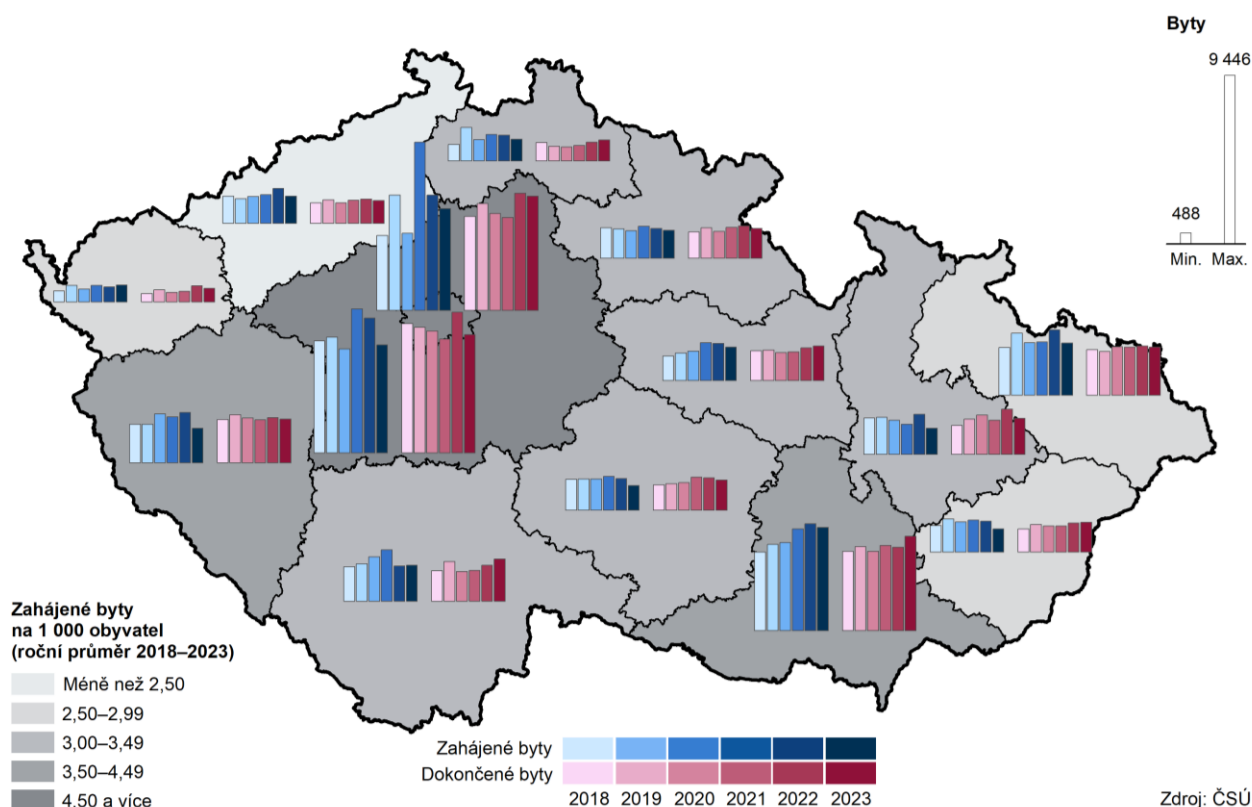 Byty
9 446
488
Min. Max.
Zahájené byty
na 1 000 obyvatel
(roční průměr 2018–2023)
Méně než 2,50
2,50–2,99
3,00–3,49
3,50–4,49
4,50 a více
Zahájené byty
Dokončené byty
2018 2019 2020 2021 2022 2023
Zdroj: ČSÚ